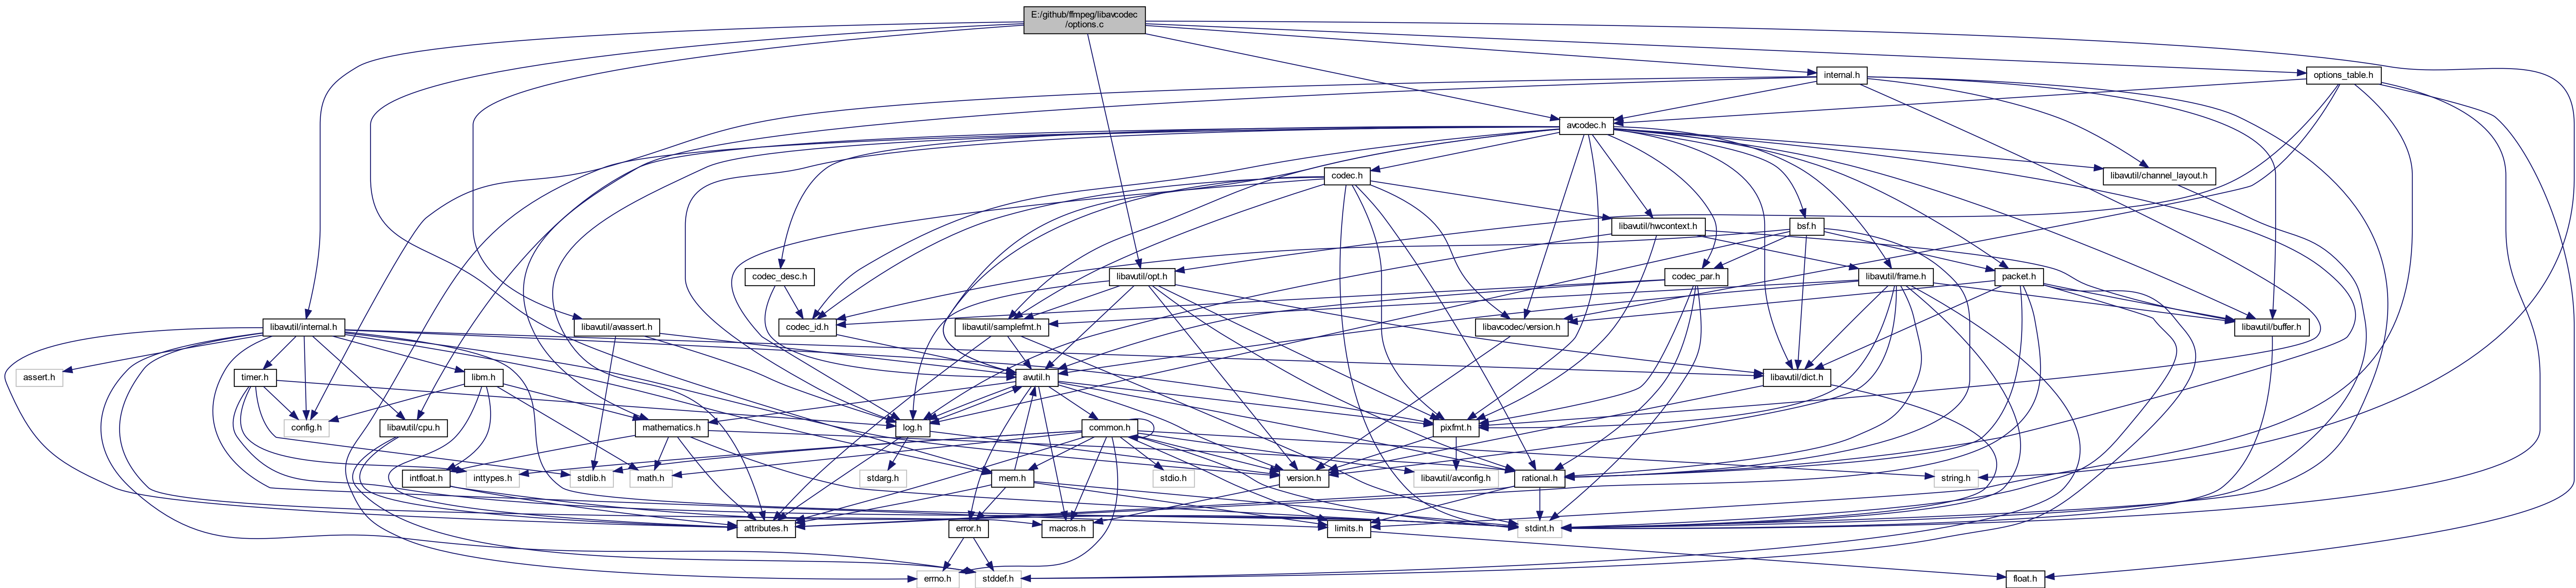 E:/github/ffmpeg/libavcodec
/options.c
internal.h
options_table.h
avcodec.h
codec.h
libavutil/channel_layout.h
libavutil/hwcontext.h
bsf.h
codec_desc.h
libavutil/opt.h
codec_par.h
libavutil/frame.h
packet.h
libavutil/internal.h
libavutil/avassert.h
codec_id.h
libavutil/samplefmt.h
libavcodec/version.h
libavutil/buffer.h
assert.h
timer.h
libm.h
avutil.h
libavutil/dict.h
config.h
libavutil/cpu.h
mathematics.h
log.h
common.h
pixfmt.h
intfloat.h
inttypes.h
stdlib.h
math.h
stdarg.h
mem.h
stdio.h
version.h
libavutil/avconfig.h
rational.h
string.h
attributes.h
error.h
macros.h
limits.h
stdint.h
errno.h
stddef.h
float.h